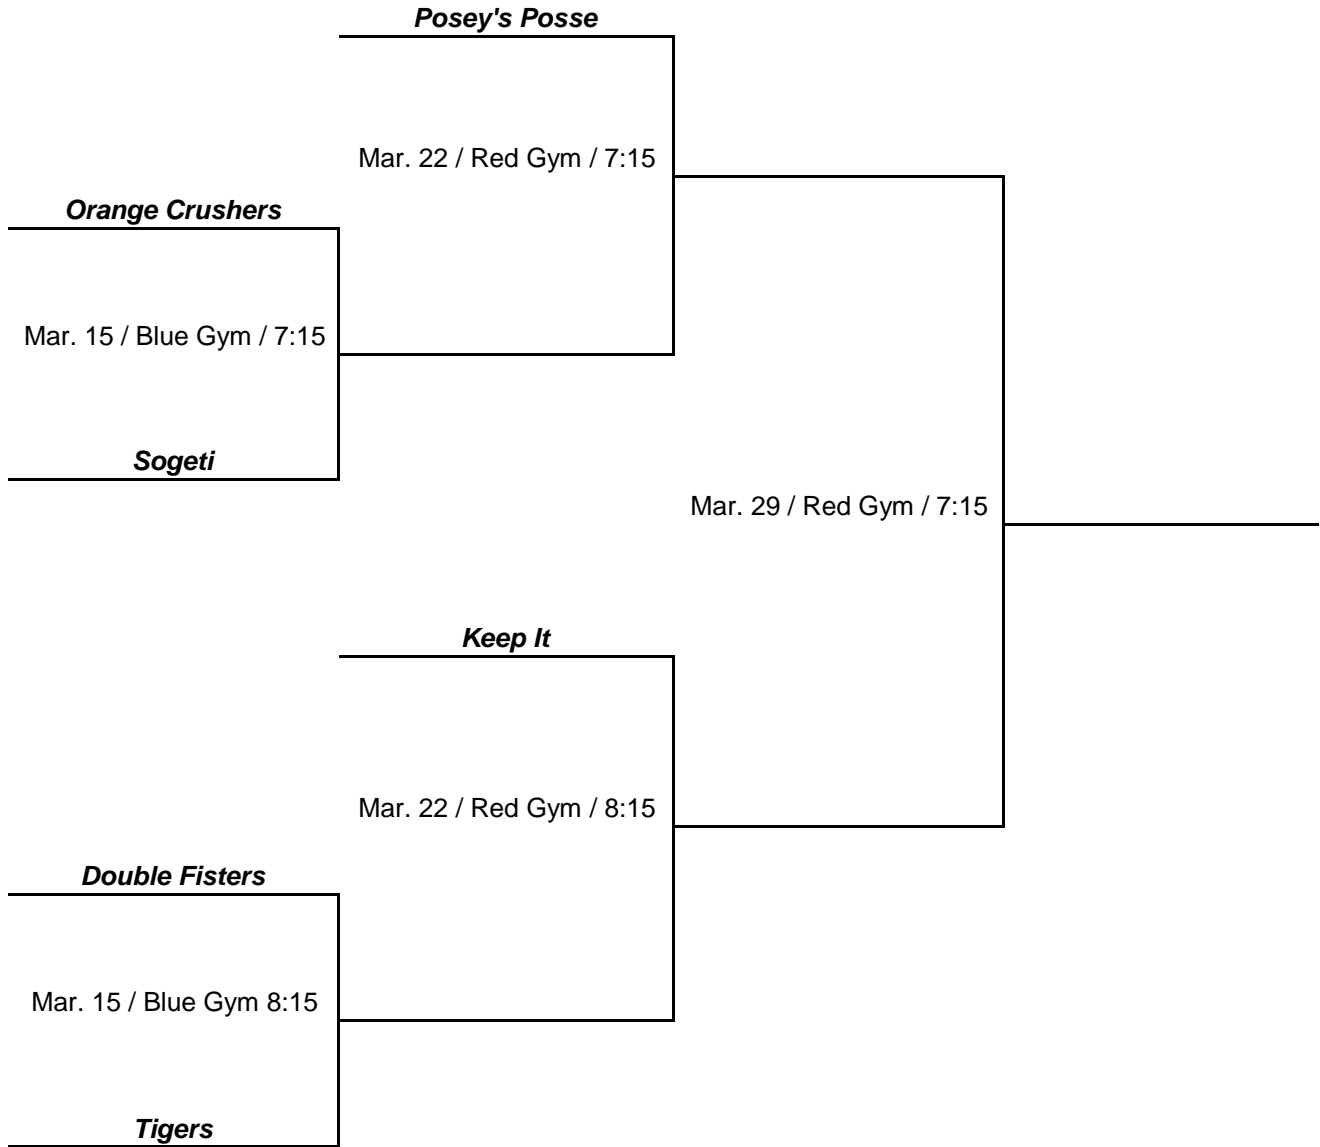 Posey's Posse
Mar. 22 / Red Gym / 7:15
Orange Crushers
Mar. 15 / Blue Gym / 7:15
Sogeti
Mar. 29 / Red Gym / 7:15
Keep It
Mar. 22 / Red Gym / 8:15
Double Fisters
Mar. 15 / Blue Gym 8:15
Tigers